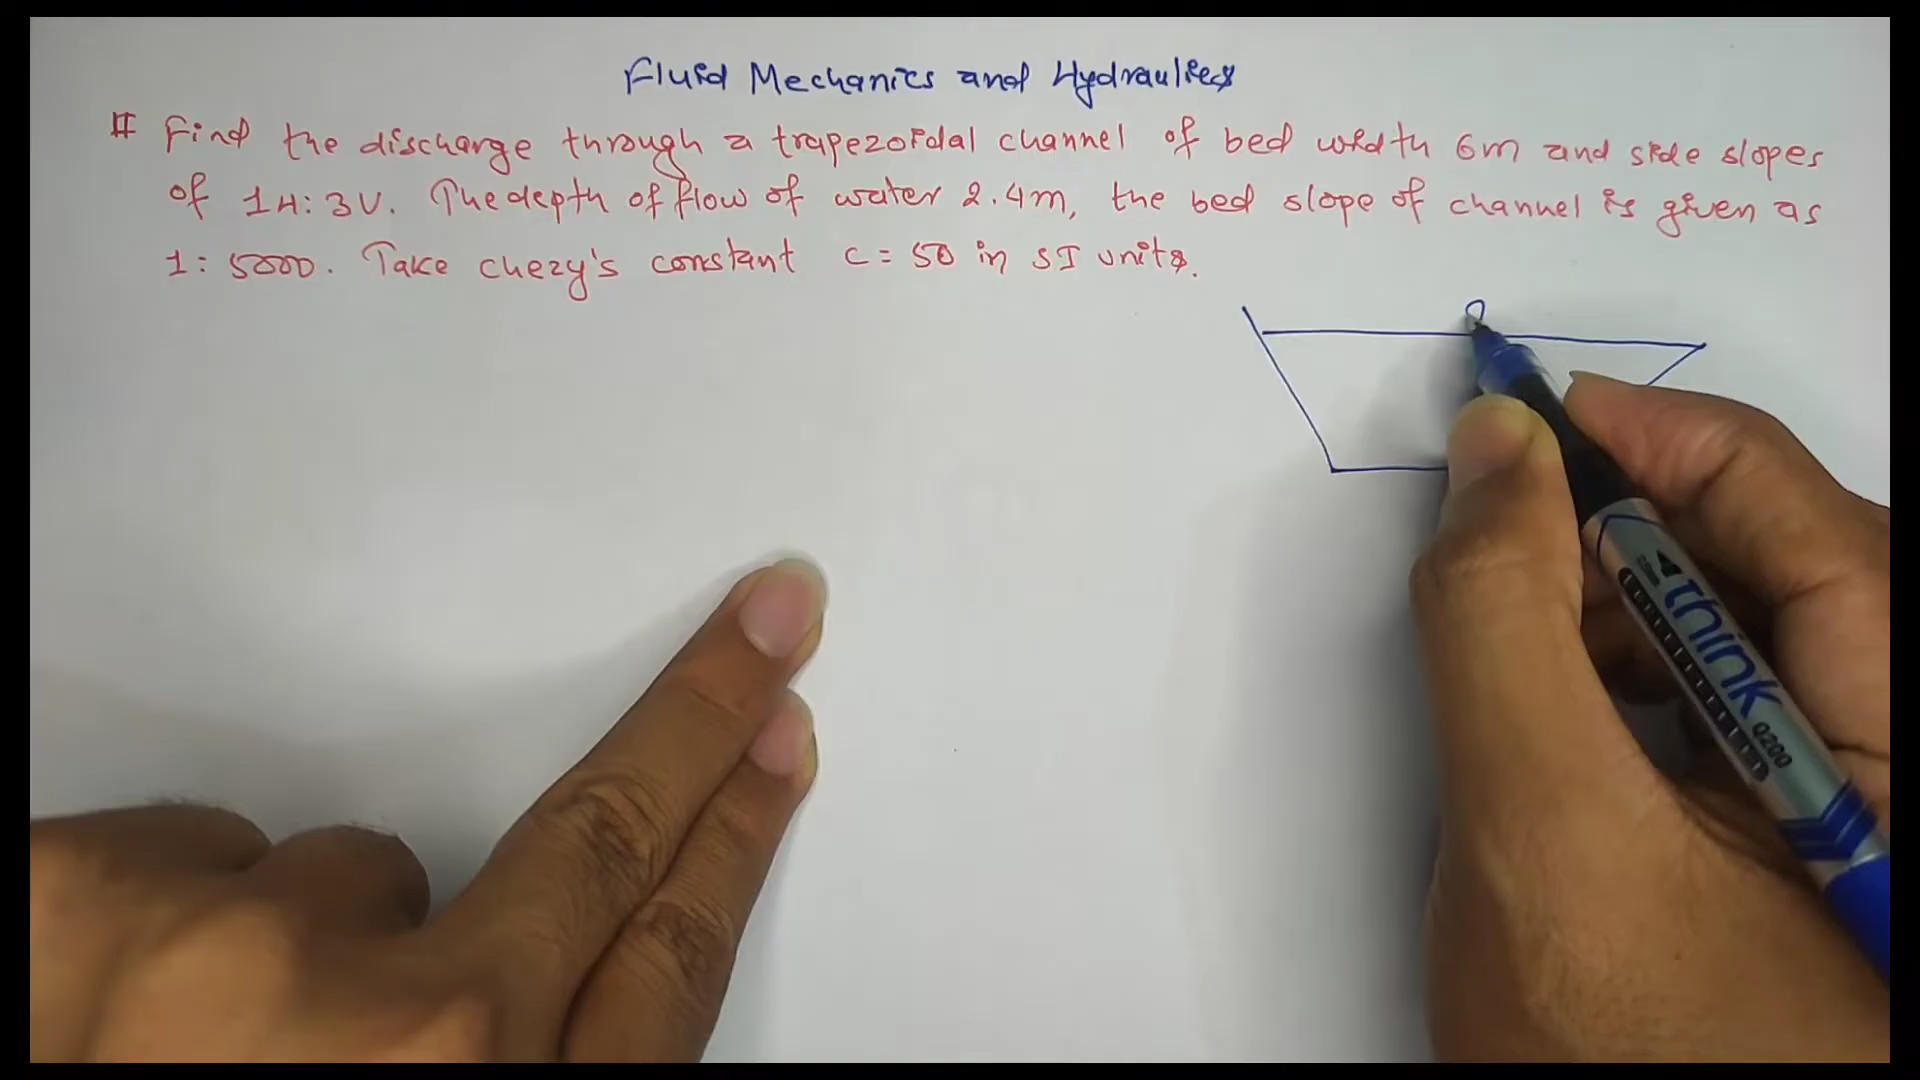 Fluid Mechanics and Hydraulics
# Find the discharge through a trapezoidal channel of bed width 6m and side slopes
of 1H:3V. The depth of flow of water 2.4m, the bed slope of channel is given as
1:5000. Take chezy's constant C=50 in SI units.
Think
0200